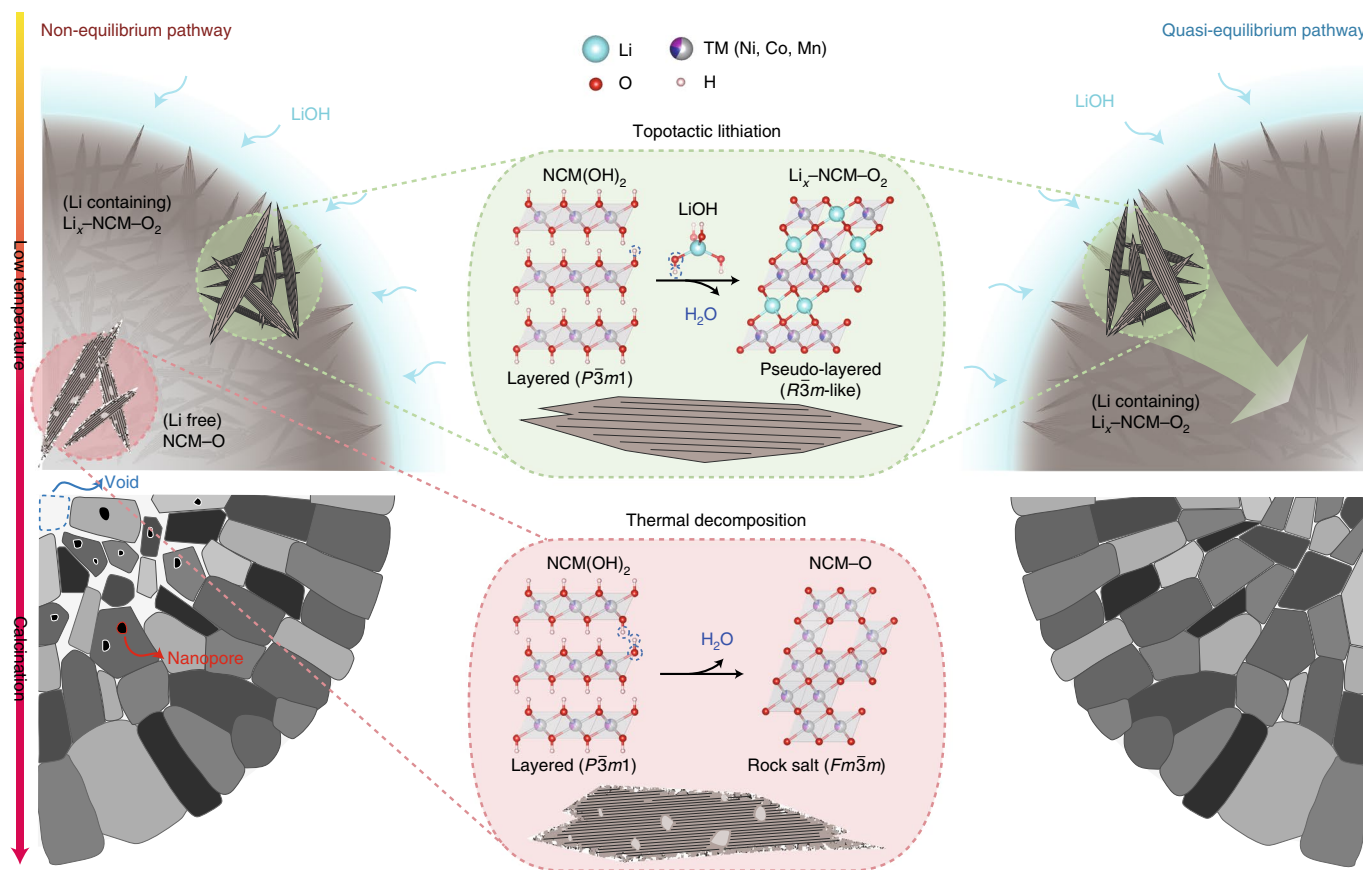 Non-equilibrium pathway
Quasi-equilibrium pathway
Li
TM (Ni, Co, Mn)
O
H
LiOH
LiOH
Topotactic lithiation
NCM(OH)₂
Liₓ–NCM–O₂
LiOH
H₂O
Layered (P3̅m1)
Pseudo-layered
(R3̅m-like)
(Li containing)
Liₓ–NCM–O₂
(Li free)
NCM–O
(Li containing)
Liₓ–NCM–O₂
Low temperature
Calcination
Void
Nanopore
Thermal decomposition
NCM(OH)₂
NCM–O
H₂O
Layered (P3̅m1)
Rock salt (Fm3̅m)